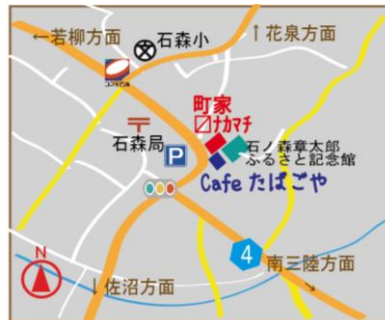 ←若柳方面
石森小
↑花泉方面
町家
ナカマチ
石森局
P
石ノ森章太郎
ふるさと記念館
Cafe たばごや
4
南三陸方面
↘
N
↓佐沼方面